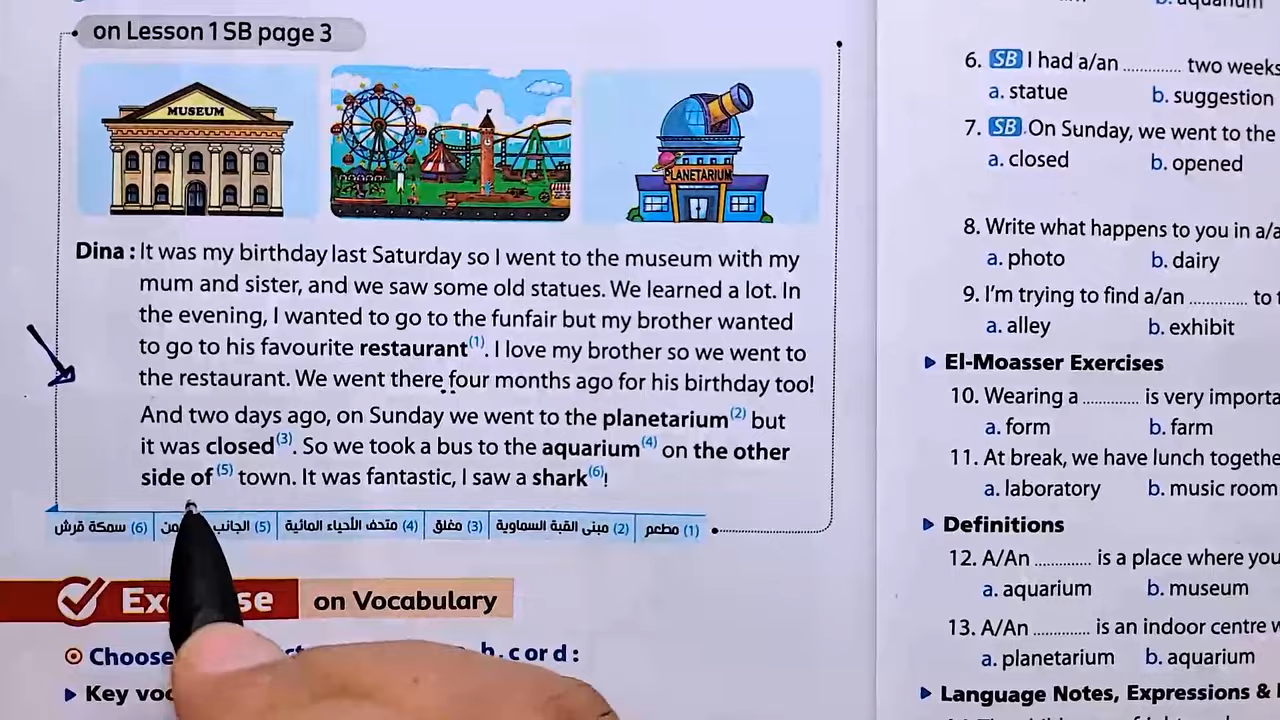 on Lesson 1 SB page 3
MUSEUM
PLANETARIUM
Dina : It was my birthday last Saturday so I went to the museum with my
mum and sister, and we saw some old statues. We learned a lot. In
the evening, I wanted to go to the funfair but my brother wanted
to go to his favourite restaurant(1). I love my brother so we went to
the restaurant. We went there four months ago for his birthday too!
And two days ago, on Sunday we went to the planetarium(2) but
it was closed(3). So we took a bus to the aquarium(4) on the other
side of(5) town. It was fantastic, I saw a shark(6)!
(1) مطعم (2) مبنى القبة السماوية (3) مغلق (4) متحف الأحياء المائية (5) الجانب (6) سمكة قرش
on Vocabulary
Choose b, c or d :
b. aquarium
6. SB I had a/an ............. two weeks
a. statue b. suggestion
7. SB On Sunday, we went to the
a. closed b. opened
8. Write what happens to you in a/a
a. photo b. dairy
9. I'm trying to find a/an ............ to
a. alley b. exhibit
El-Moasser Exercises
10. Wearing a ............. is very importa
a. form b. farm
11. At break, we have lunch togethe
a. laboratory b. music room
Definitions
12. A/An ............. is a place where you
a. aquarium b. museum
13. A/An ............. is an indoor centre
a. planetarium b. aquarium
Language Notes, Expressions &